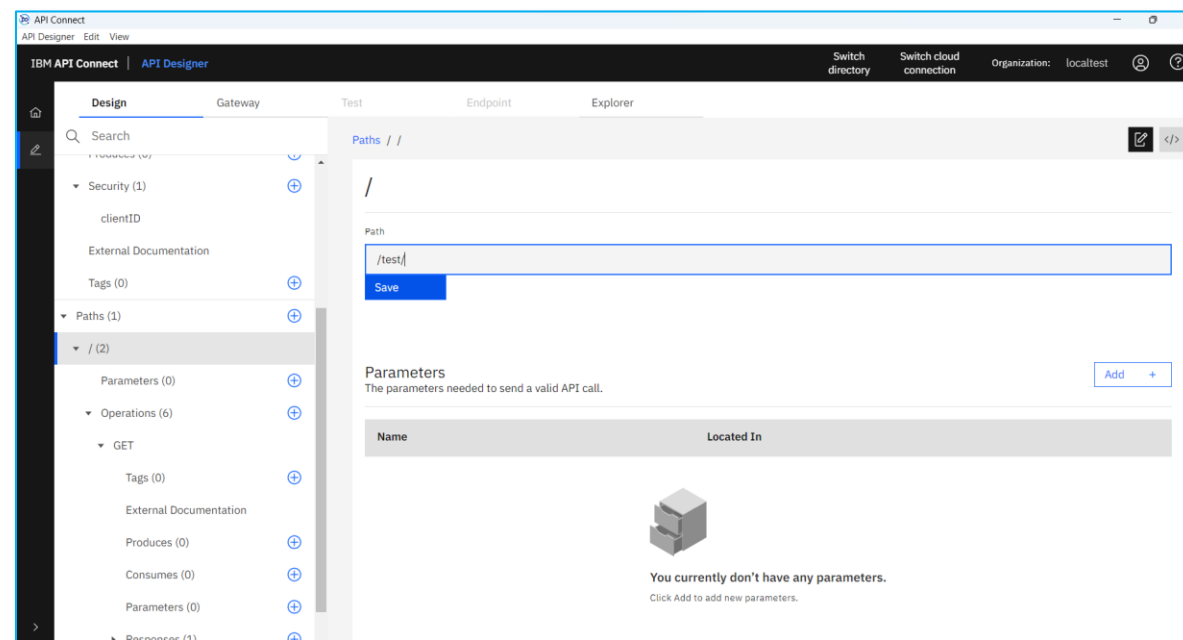 API Connect
API Designer Edit View
IBM API Connect | API Designer
Switch directory
Switch cloud connection
Organization: localtest
Design
Gateway
Test
Endpoint
Explorer
Search
Produces (0)
Security (1)
clientID
External Documentation
Tags (0)
Paths (1)
/ (2)
Parameters (0)
Operations (6)
GET
Tags (0)
External Documentation
Produces (0)
Consumes (0)
Parameters (0)
Responses (1)
Paths / /
</>
/
Path
/test/
Save
Parameters
The parameters needed to send a valid API call.
Add +
Name
Located In
You currently don't have any parameters.
Click Add to add new parameters.